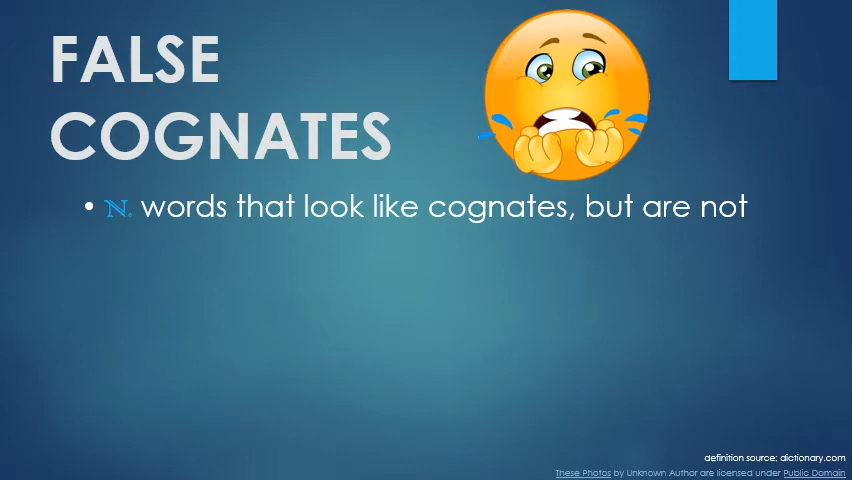 FALSE
COGNATES
• N. words that look like cognates, but are not
definition source: dictionary.com
These Photos by Unknown Author are licensed under Public Domain